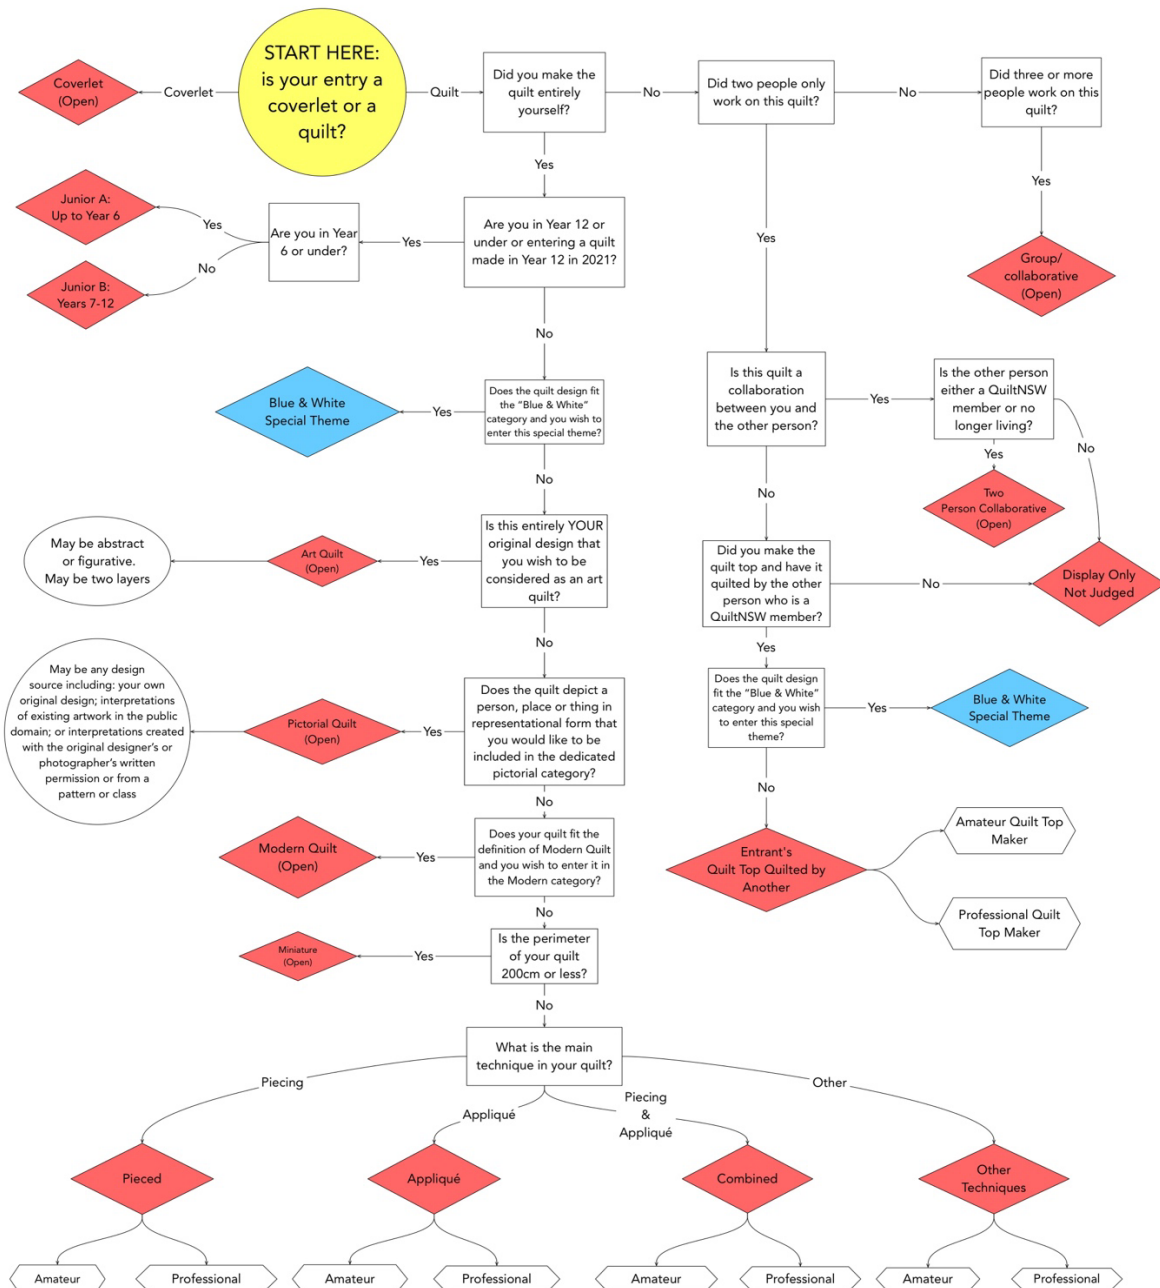 START HERE:
is your entry a
coverlet or a
quilt?
Coverlet
Coverlet
(Open)
Quilt
Did you make the
quilt entirely
yourself?
No
Did two people only
work on this quilt?
No
Did three or more
people work on this
quilt?
Yes
Yes
Yes
Group/
collaborative
(Open)
Are you in Year 12 or
under or entering a quilt
made in Year 12 in 2021?
Yes
Are you in Year
6 or under?
Yes
Junior A:
Up to Year 6
No
Junior B:
Years 7-12
No
Does the quilt design fit
the "Blue & White"
category and you wish to
enter this special theme?
Yes
Blue & White
Special Theme
No
Is this entirely YOUR
original design that
you wish to be
considered as an art
quilt?
Yes
Art Quilt
(Open)
May be abstract
or figurative.
May be two layers
No
Does the quilt depict a
person, place or thing in
representational form that
you would like to be
included in the dedicated
pictorial category?
Yes
Pictorial Quilt
(Open)
May be any design
source including: your own
original design; interpretations
of existing artwork in the public
domain; or interpretations created
with the original designer's or
photographer's written
permission or from a
pattern or class
No
Does your quilt fit the
definition of Modern Quilt
and you wish to enter it in
the Modern category?
Yes
Modern Quilt
(Open)
No
Is the perimeter
of your quilt
200cm or less?
Yes
Miniature
(Open)
No
What is the main
technique in your quilt?
Piecing
Appliqué
Piecing
&
Appliqué
Other
Pieced
Appliqué
Combined
Other
Techniques
Amateur
Professional
Amateur
Professional
Amateur
Professional
Amateur
Professional
Is this quilt a
collaboration
between you and
the other person?
Yes
Is the other person
either a QuiltNSW
member or no
longer living?
Yes
Two
Person Collaborative
(Open)
No
Display Only
Not Judged
No
Did you make the
quilt top and have it
quilted by the other
person who is a
QuiltNSW member?
No
Yes
Does the quilt design
fit the "Blue & White"
category and you wish
to enter this special
theme?
Yes
Blue & White
Special Theme
No
Entrant's
Quilt Top Quilted by
Another
Amateur Quilt Top
Maker
Professional Quilt
Top Maker